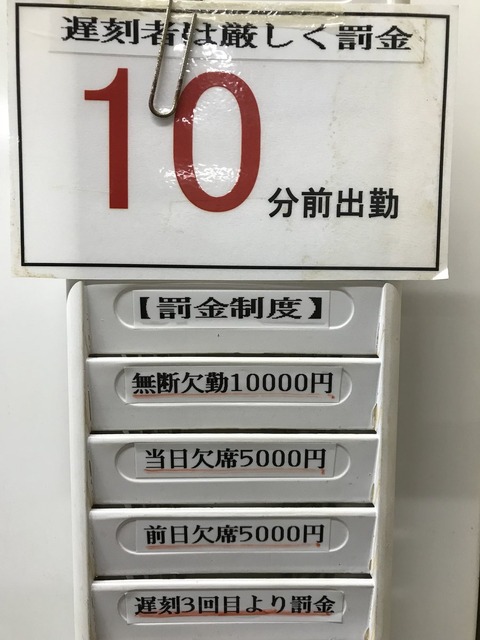 遅刻者は厳しく罰金
10
分前出勤
【罰金制度】
無断欠勤10000円
当日欠席5000円
前日欠席5000円
遅刻3回目より罰金